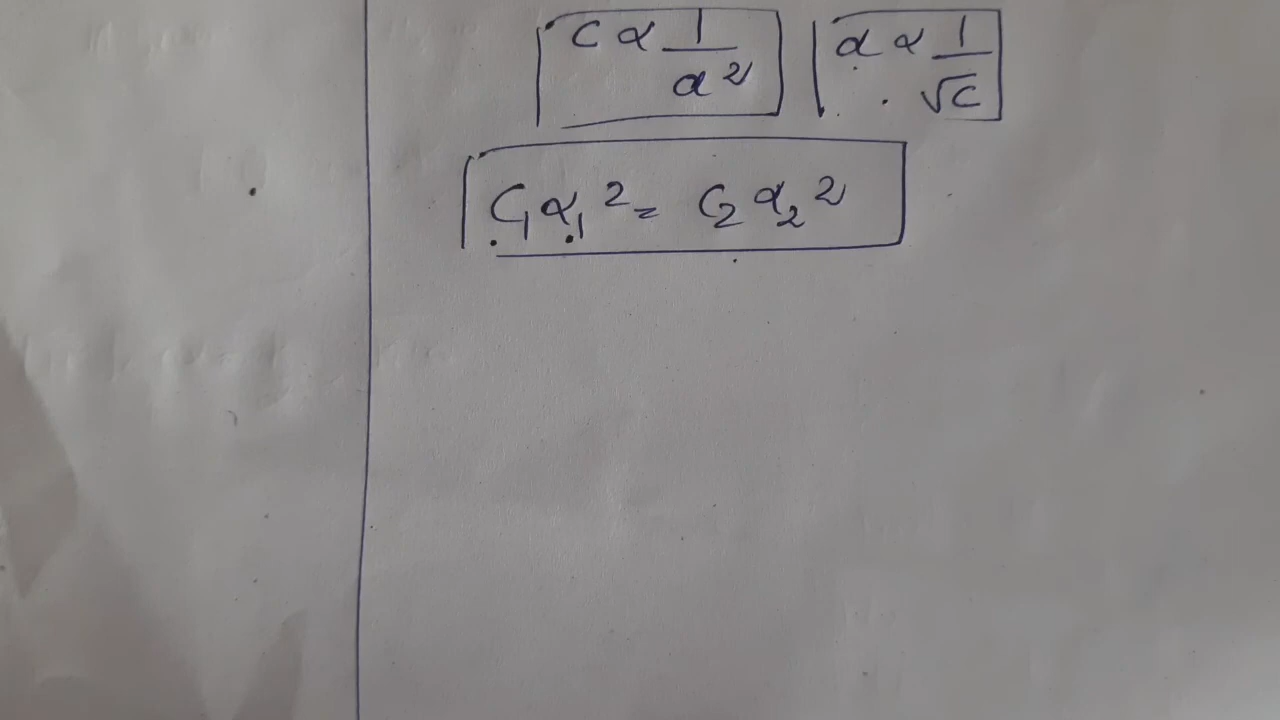 C ∝ 1/α² α ∝ 1/√C
C₁α₁² = C₂α₂²